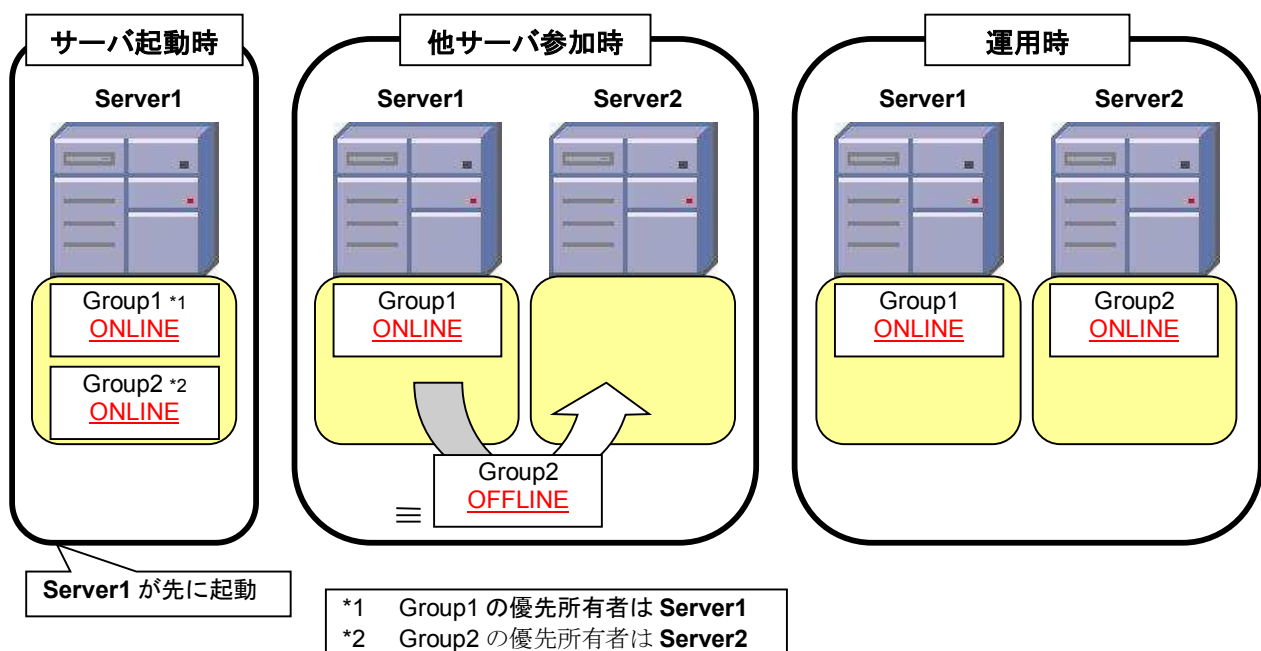 サーバ起動時
Server1
Group1 *1
ONLINE
Group2 *2
ONLINE
Server1 が先に起動
他サーバ参加時
Server1
Server2
Group1
ONLINE
Group2
OFFLINE
運用時
Server1
Server2
Group1
ONLINE
Group2
ONLINE
*1 Group1 の優先所有者は Server1
*2 Group2 の優先所有者は Server2